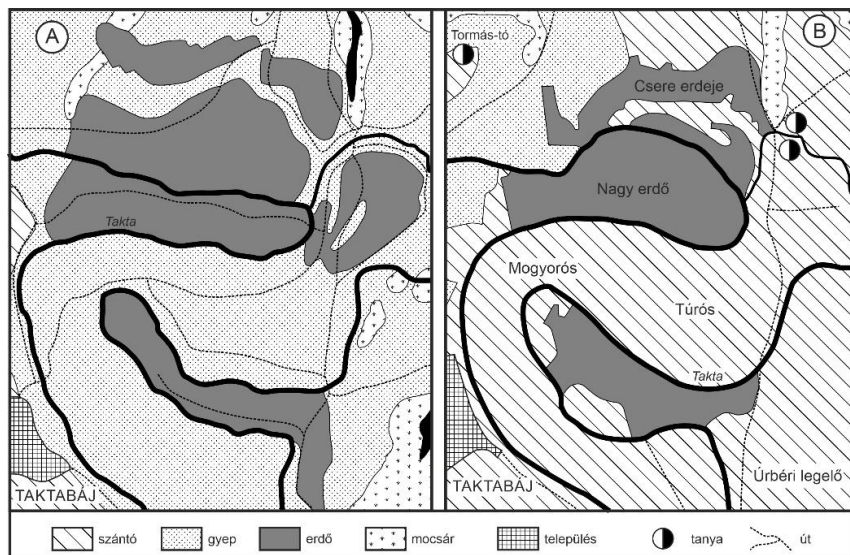 A
Takta
TAKTABÁJ
B
Tormás-tó
Csere erdeje
Nagy erdő
Mogyorós
Túrós
Takta
TAKTABÁJ
Úrbéri legelő
szántó gyep erdő mocsár település tanya út